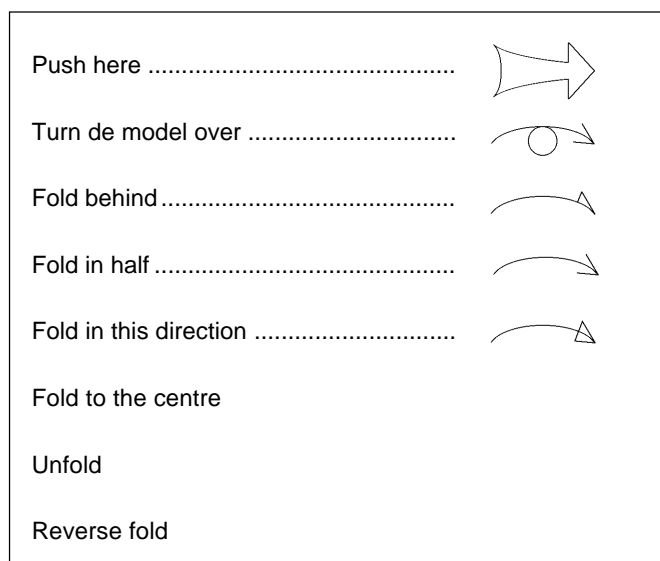 Push here ..............................................
Turn de model over ...............................
Fold behind ............................................
Fold in half .............................................
Fold in this direction ..............................
Fold to the centre
Unfold
Reverse fold